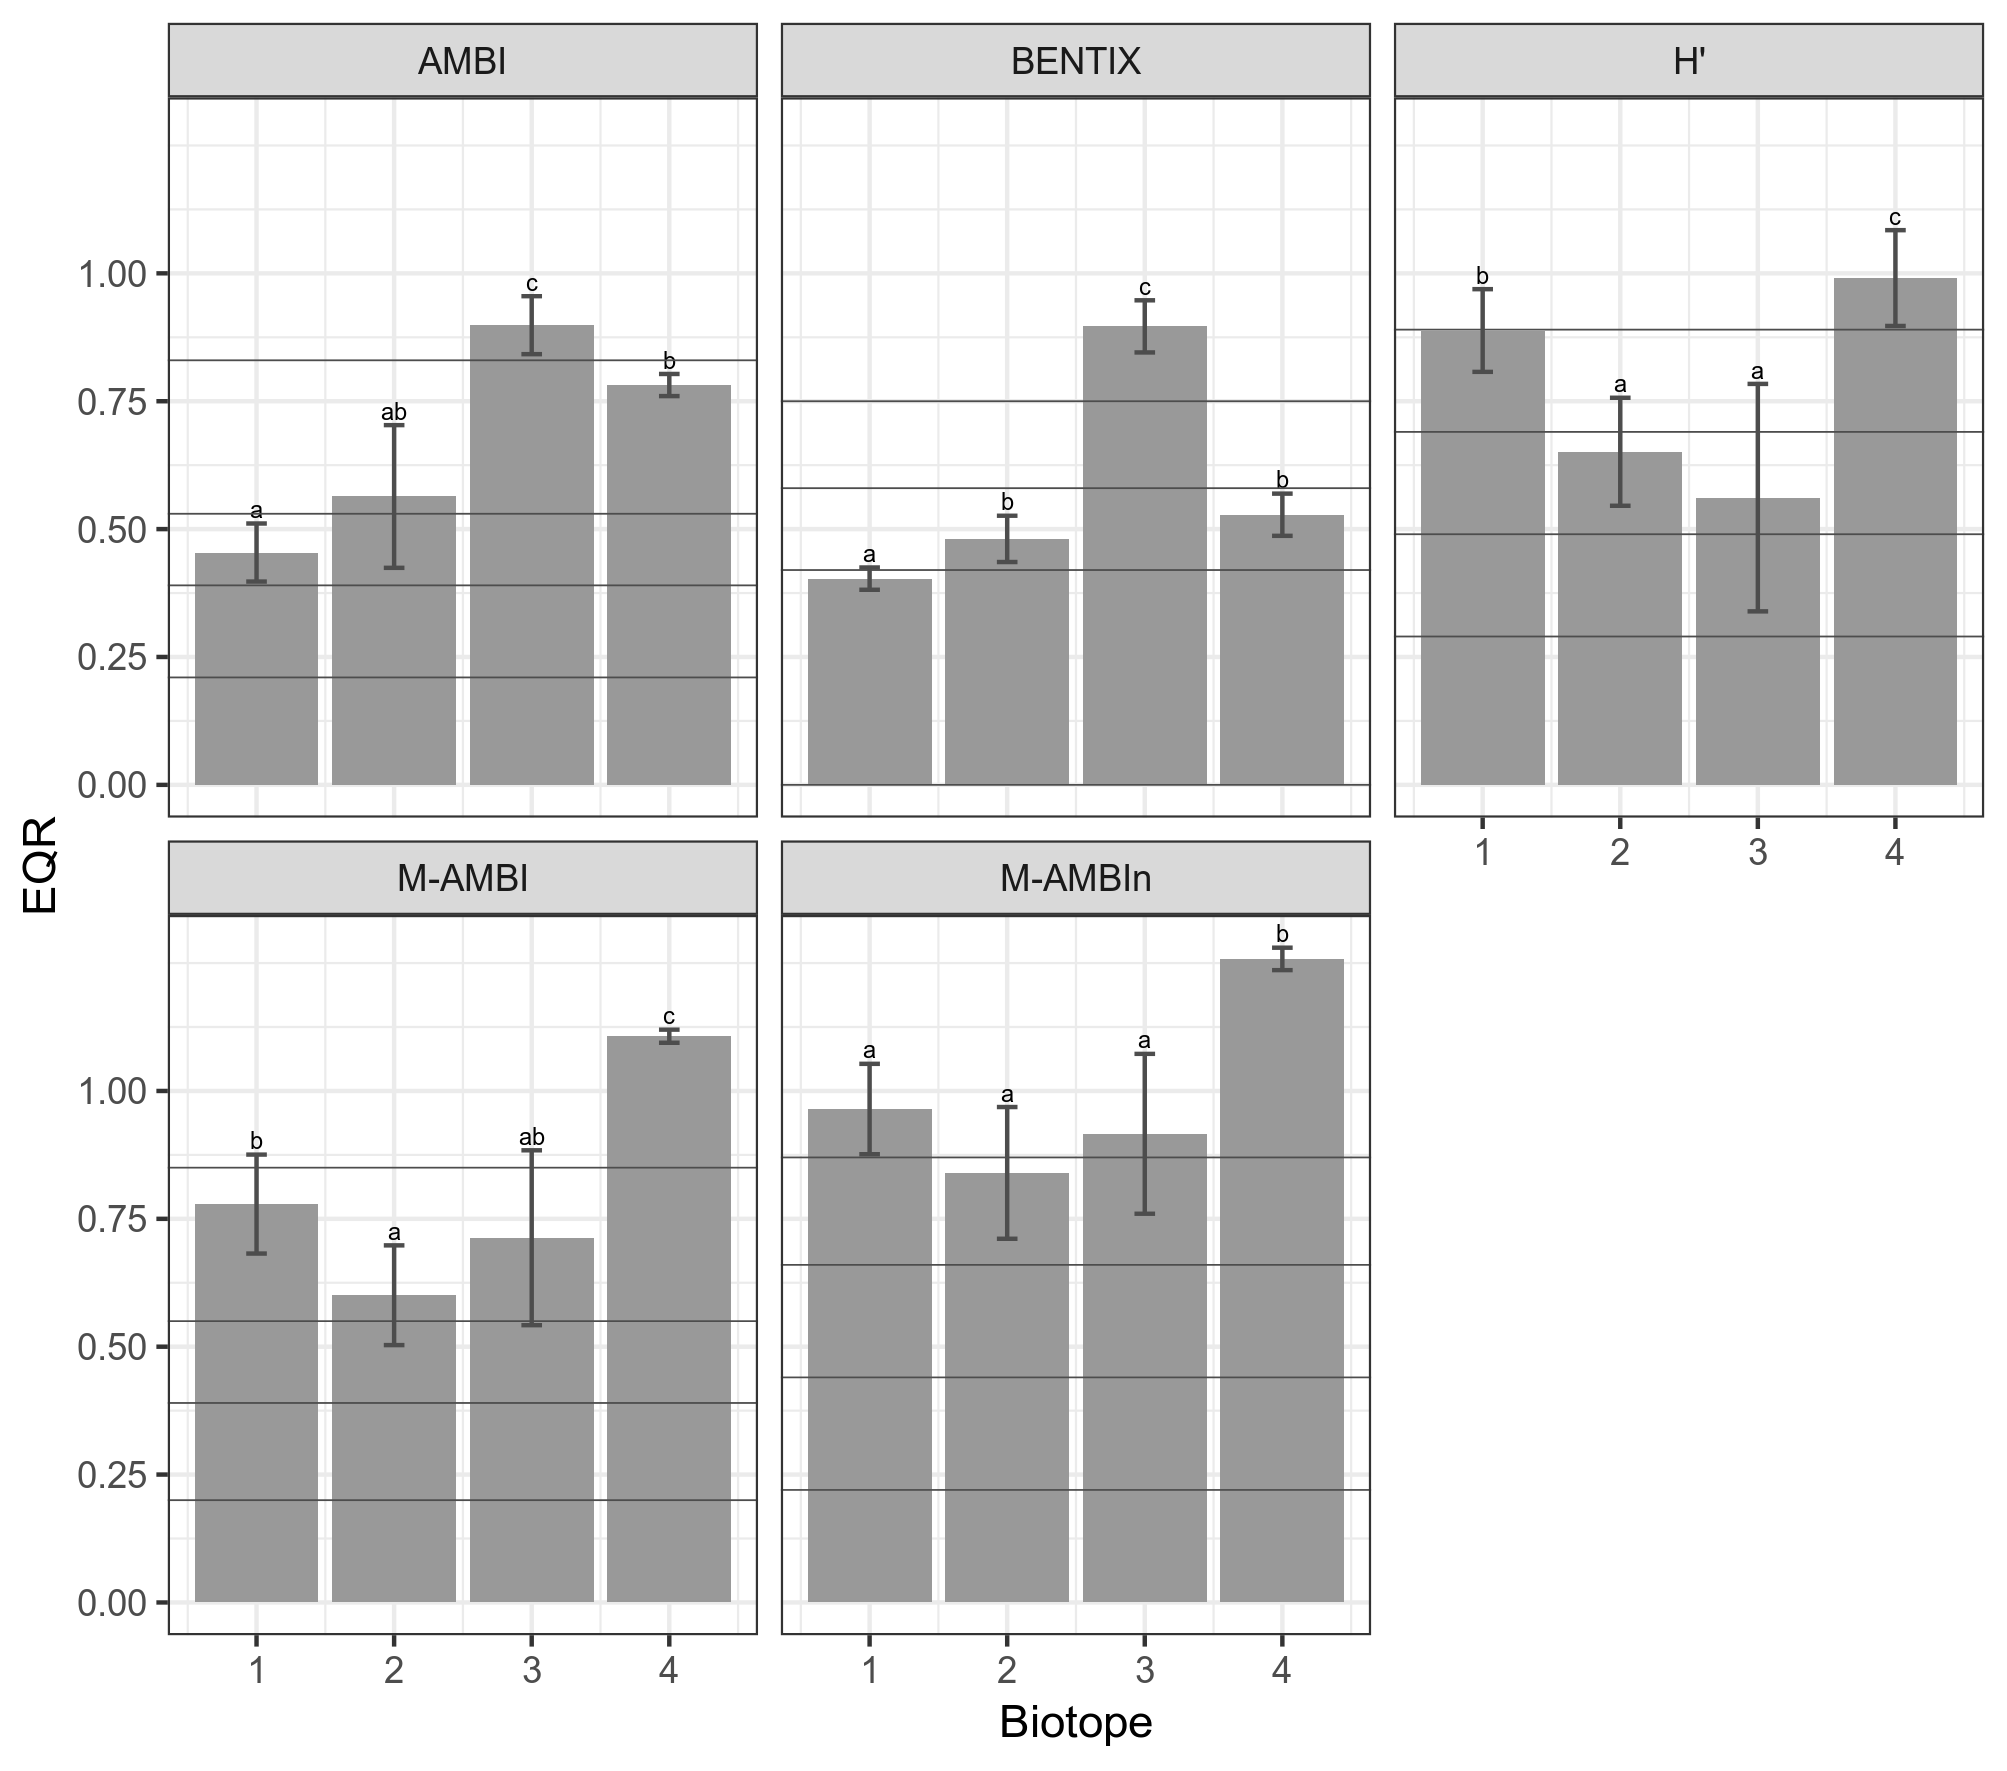 AMBI BENTIX H'
1.00
0.75
0.50
0.25
0.00
a ab c b
a b c b
b a a c
1 2 3 4
EQR
M-AMBI M-AMBIn
1.00
0.75
0.50
0.25
0.00
b a ab c
a a a b
1 2 3 4
1 2 3 4
Biotope